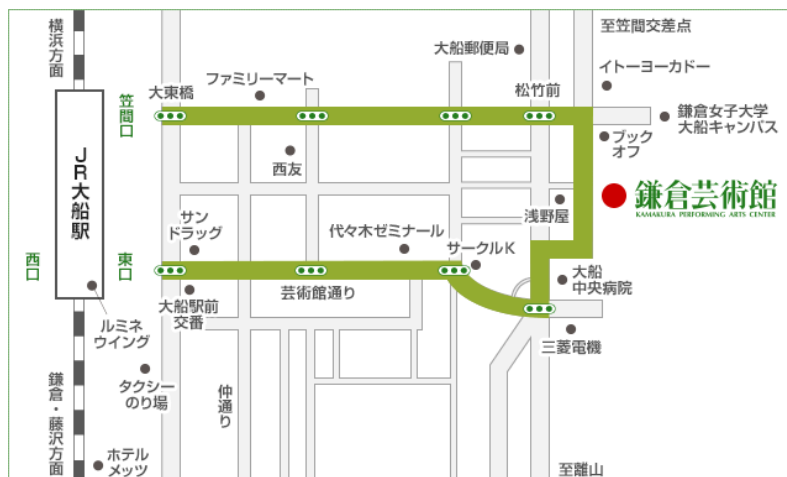 横浜方面
大船郵便局
至笠間交差点
イトーヨーカドー
ファミリーマート
大東橋
松竹前
笠間口
鎌倉女子大学
大船キャンパス
ブック
オフ
JR大船駅
西友
鎌倉芸術館
KAMAKURA PERFORMING ARTS CENTER
浅野屋
サン
ドラッグ
代々木ゼミナール
サークルK
西口
東口
大船
中央病院
芸術館通り
大船駅前
交番
ルミネ
ウイング
三菱電機
タクシー
のり場
仲通り
鎌倉・藤沢方面
ホテル
メッツ
至離山